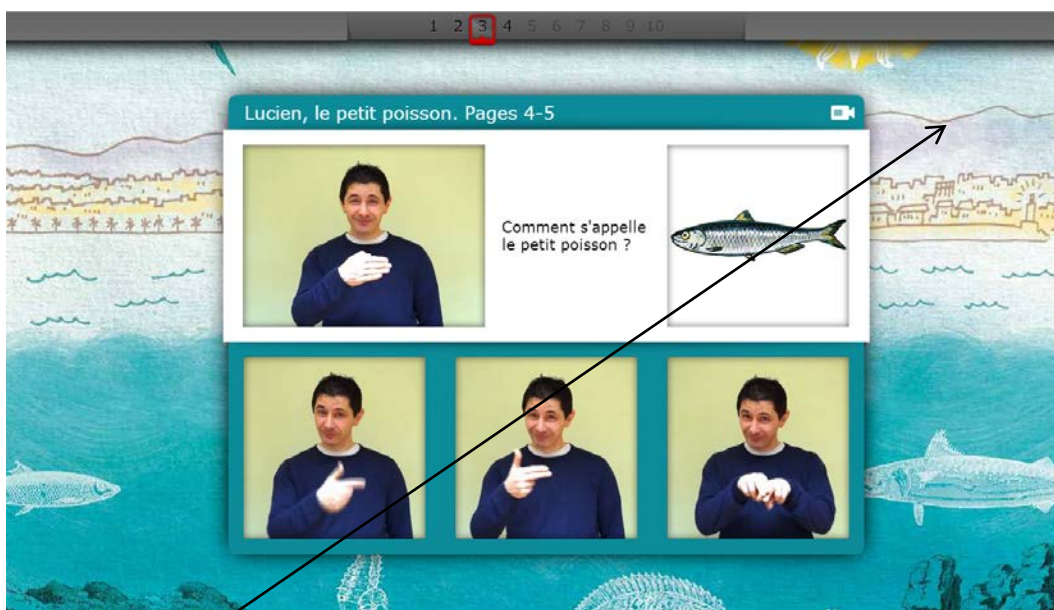 1 2 3 4 5 6 7 8 9 10
Lucien, le petit poisson. Pages 4-5
Comment s'appelle
le petit poisson ?